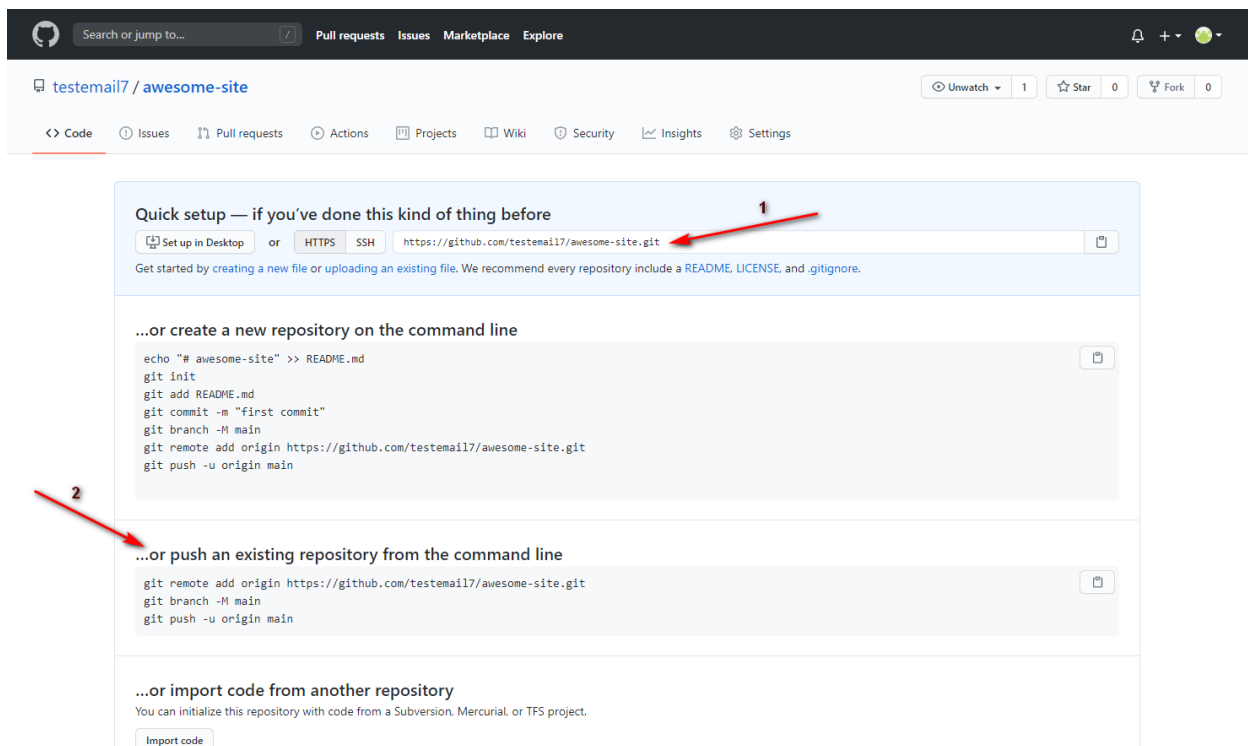 Search or jump to... /
Pull requests Issues Marketplace Explore
testemail7 / awesome-site
Unwatch 1 Star 0 Fork 0
Code Issues Pull requests Actions Projects Wiki Security Insights Settings
Quick setup — if you've done this kind of thing before
1
Set up in Desktop or HTTPS SSH https://github.com/testemail7/awesome-site.git
Get started by creating a new file or uploading an existing file. We recommend every repository include a README, LICENSE, and .gitignore.
...or create a new repository on the command line
echo "# awesome-site" >> README.md
git init
git add README.md
git commit -m "first commit"
git branch -M main
git remote add origin https://github.com/testemail7/awesome-site.git
git push -u origin main
2
...or push an existing repository from the command line
git remote add origin https://github.com/testemail7/awesome-site.git
git branch -M main
git push -u origin main
...or import code from another repository
You can initialize this repository with code from a Subversion, Mercurial, or TFS project.
Import code